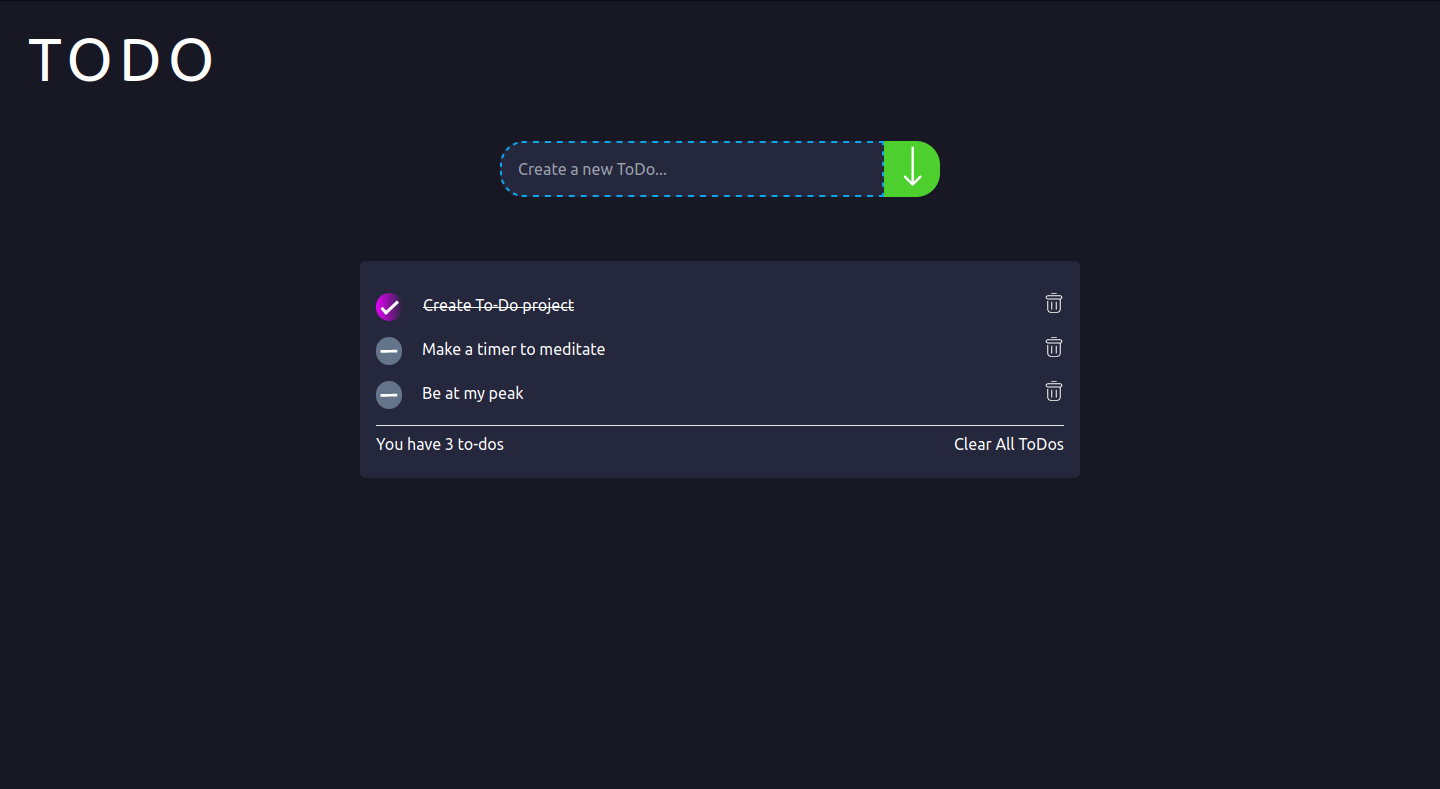 TODO
Create a new ToDo...
Create To-Do project
Make a timer to meditate
Be at my peak
You have 3 to-dos Clear All ToDos